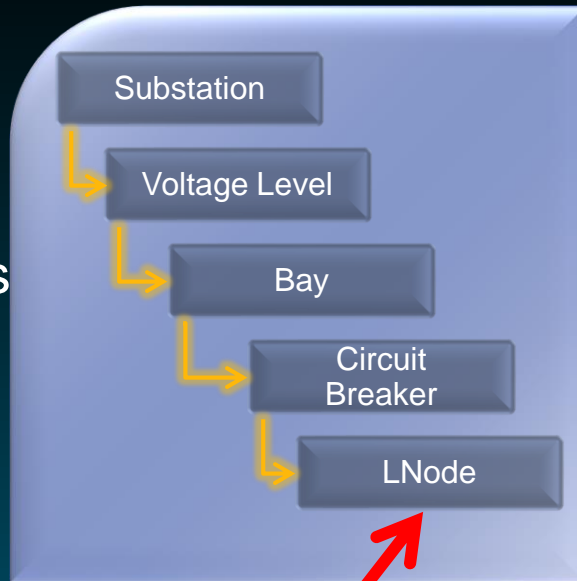 Substation
Voltage Level
s
Bay
Circuit
Breaker
LNode